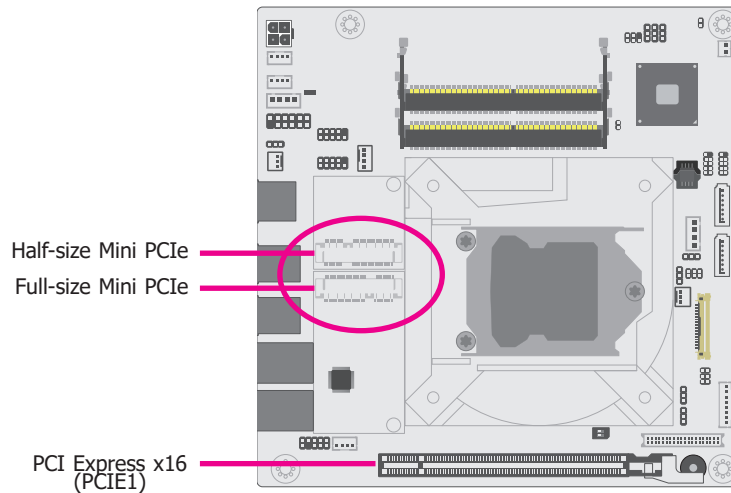 Half-size Mini PCIe
Full-size Mini PCIe
PCI Express x16
(PCIE1)